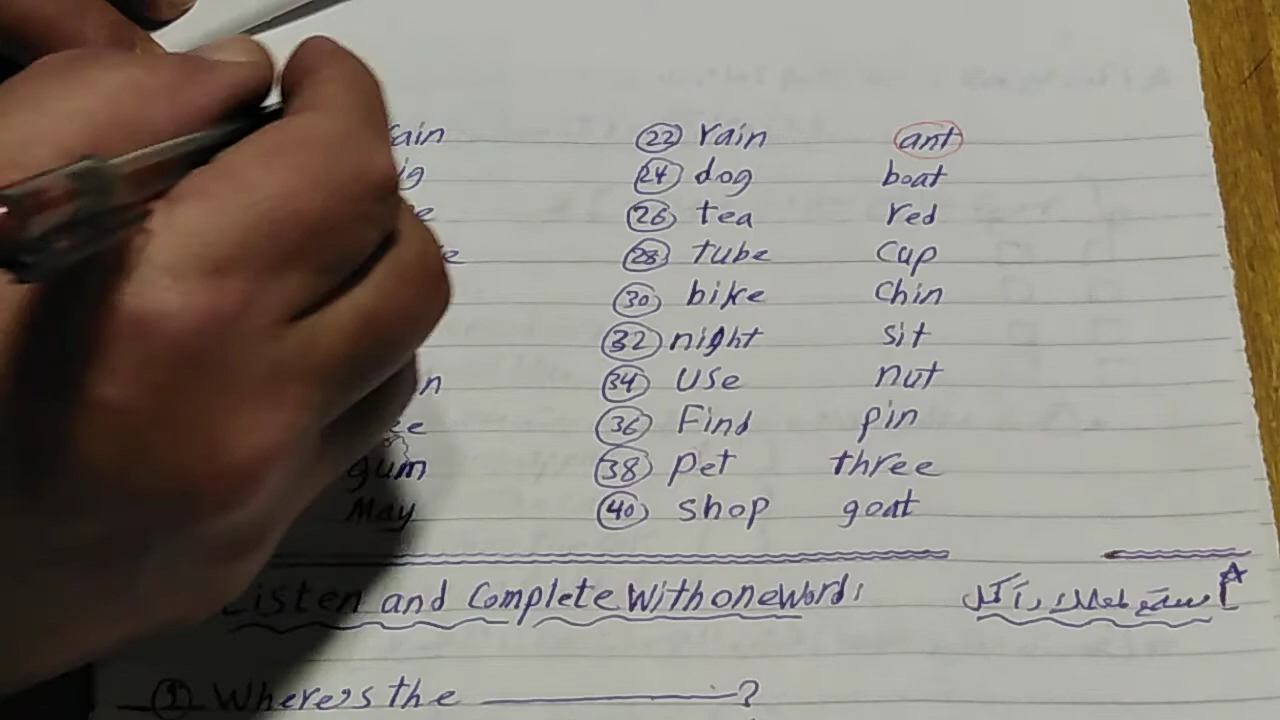 22 rain ant
24 dog boat
26 tea red
28 tube cap
30 bike chin
32 night sit
34 use nut
36 Find pin
gum 38 pet three
May 40 shop goat
Listen and Complete With one Word:
1 Where's the ?